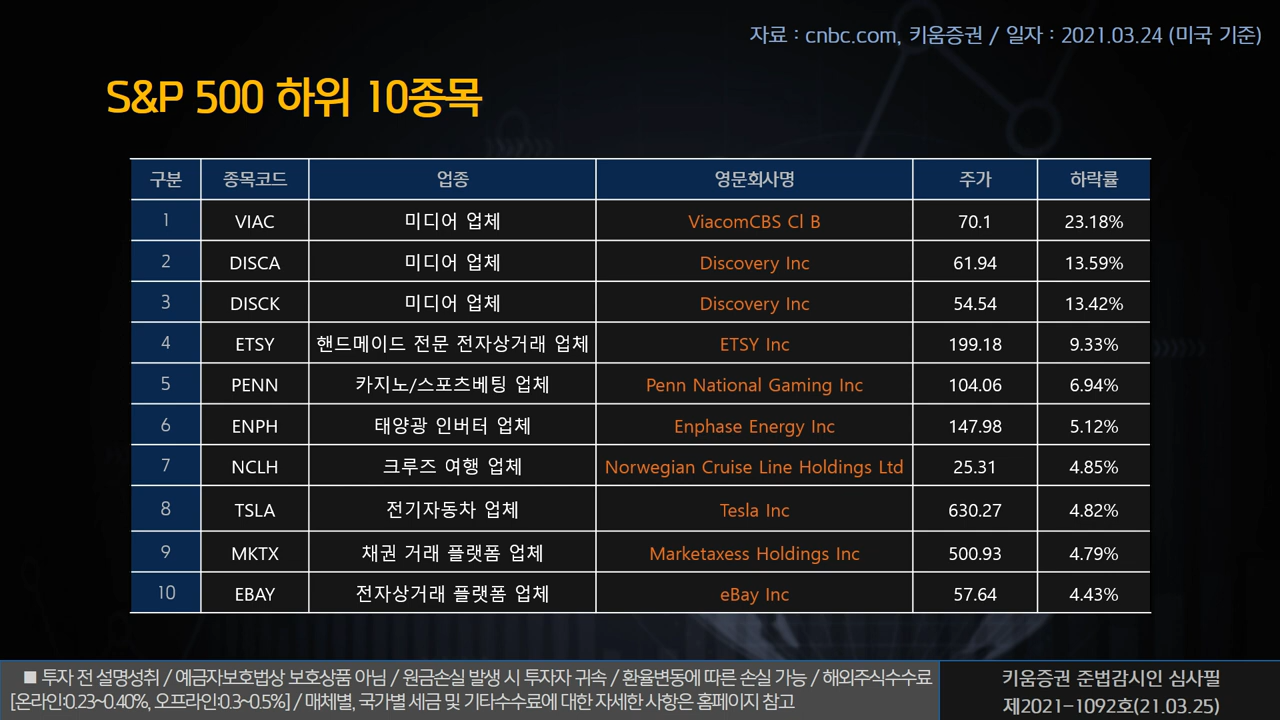 자료 : cnbc.com, 키움증권 / 일자 : 2021.03.24 (미국 기준)
S&P 500 하위 10종목
구분 종목코드 업종 영문회사명 주가 하락률
1 VIAC 미디어 업체 ViacomCBS Cl B 70.1 23.18%
2 DISCA 미디어 업체 Discovery Inc 61.94 13.59%
3 DISCK 미디어 업체 Discovery Inc 54.54 13.42%
4 ETSY 핸드메이드 전문 전자상거래 업체 ETSY Inc 199.18 9.33%
5 PENN 카지노/스포츠베팅 업체 Penn National Gaming Inc 104.06 6.94%
6 ENPH 태양광 인버터 업체 Enphase Energy Inc 147.98 5.12%
7 NCLH 크루즈 여행 업체 Norwegian Cruise Line Holdings Ltd 25.31 4.85%
8 TSLA 전기자동차 업체 Tesla Inc 630.27 4.82%
9 MKTX 채권 거래 플랫폼 업체 Marketaxess Holdings Inc 500.93 4.79%
10 EBAY 전자상거래 플랫폼 업체 eBay Inc 57.64 4.43%
■ 투자 전 설명성취 / 예금자보호법상 보호상품 아님 / 원금손실 발생 시 투자자 귀속 / 환율변동에 따른 손실 가능 / 해외주식수수료
[온라인:0.23~0.40%, 오프라인:0.3~0.5%] / 매체별, 국가별 세금 및 기타수수료에 대한 자세한 사항은 홈페이지 참고
키움증권 준법감시인 심사필
제2021-1092호(21.03.25)